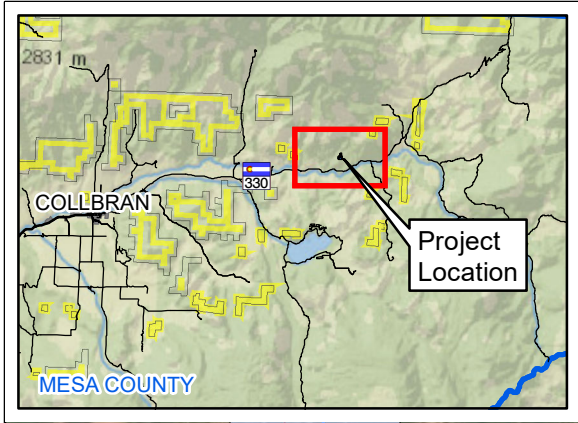 2831 m
330
COLLBRAN
Project
Location
MESA COUNTY